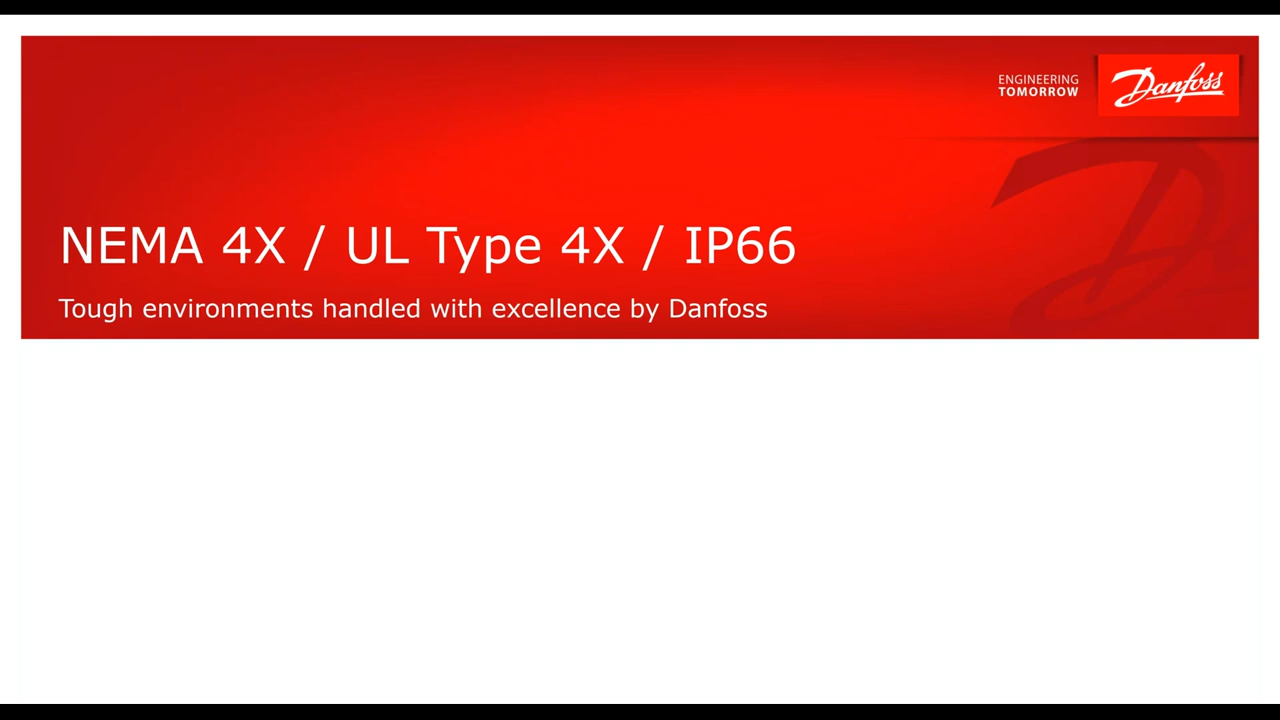 ENGINEERING
TOMORROW
Danfoss
NEMA 4X / UL Type 4X / IP66
Tough environments handled with excellence by Danfoss